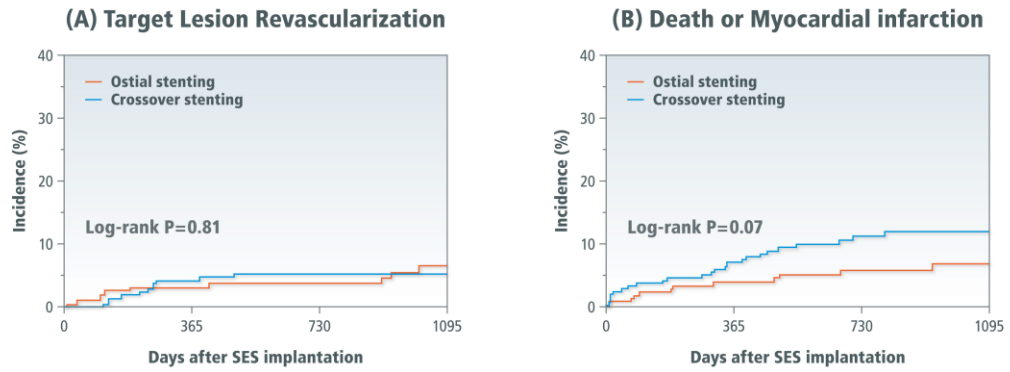 (A) Target Lesion Revascularization
40
30
20
10
0
Incidence (%)
Ostial stenting
Crossover stenting
Log-rank P=0.81
0 365 730 1095
Days after SES implantation
(B) Death or Myocardial infarction
40
30
20
10
0
Incidence (%)
Ostial stenting
Crossover stenting
Log-rank P=0.07
0 365 730 1095
Days after SES implantation